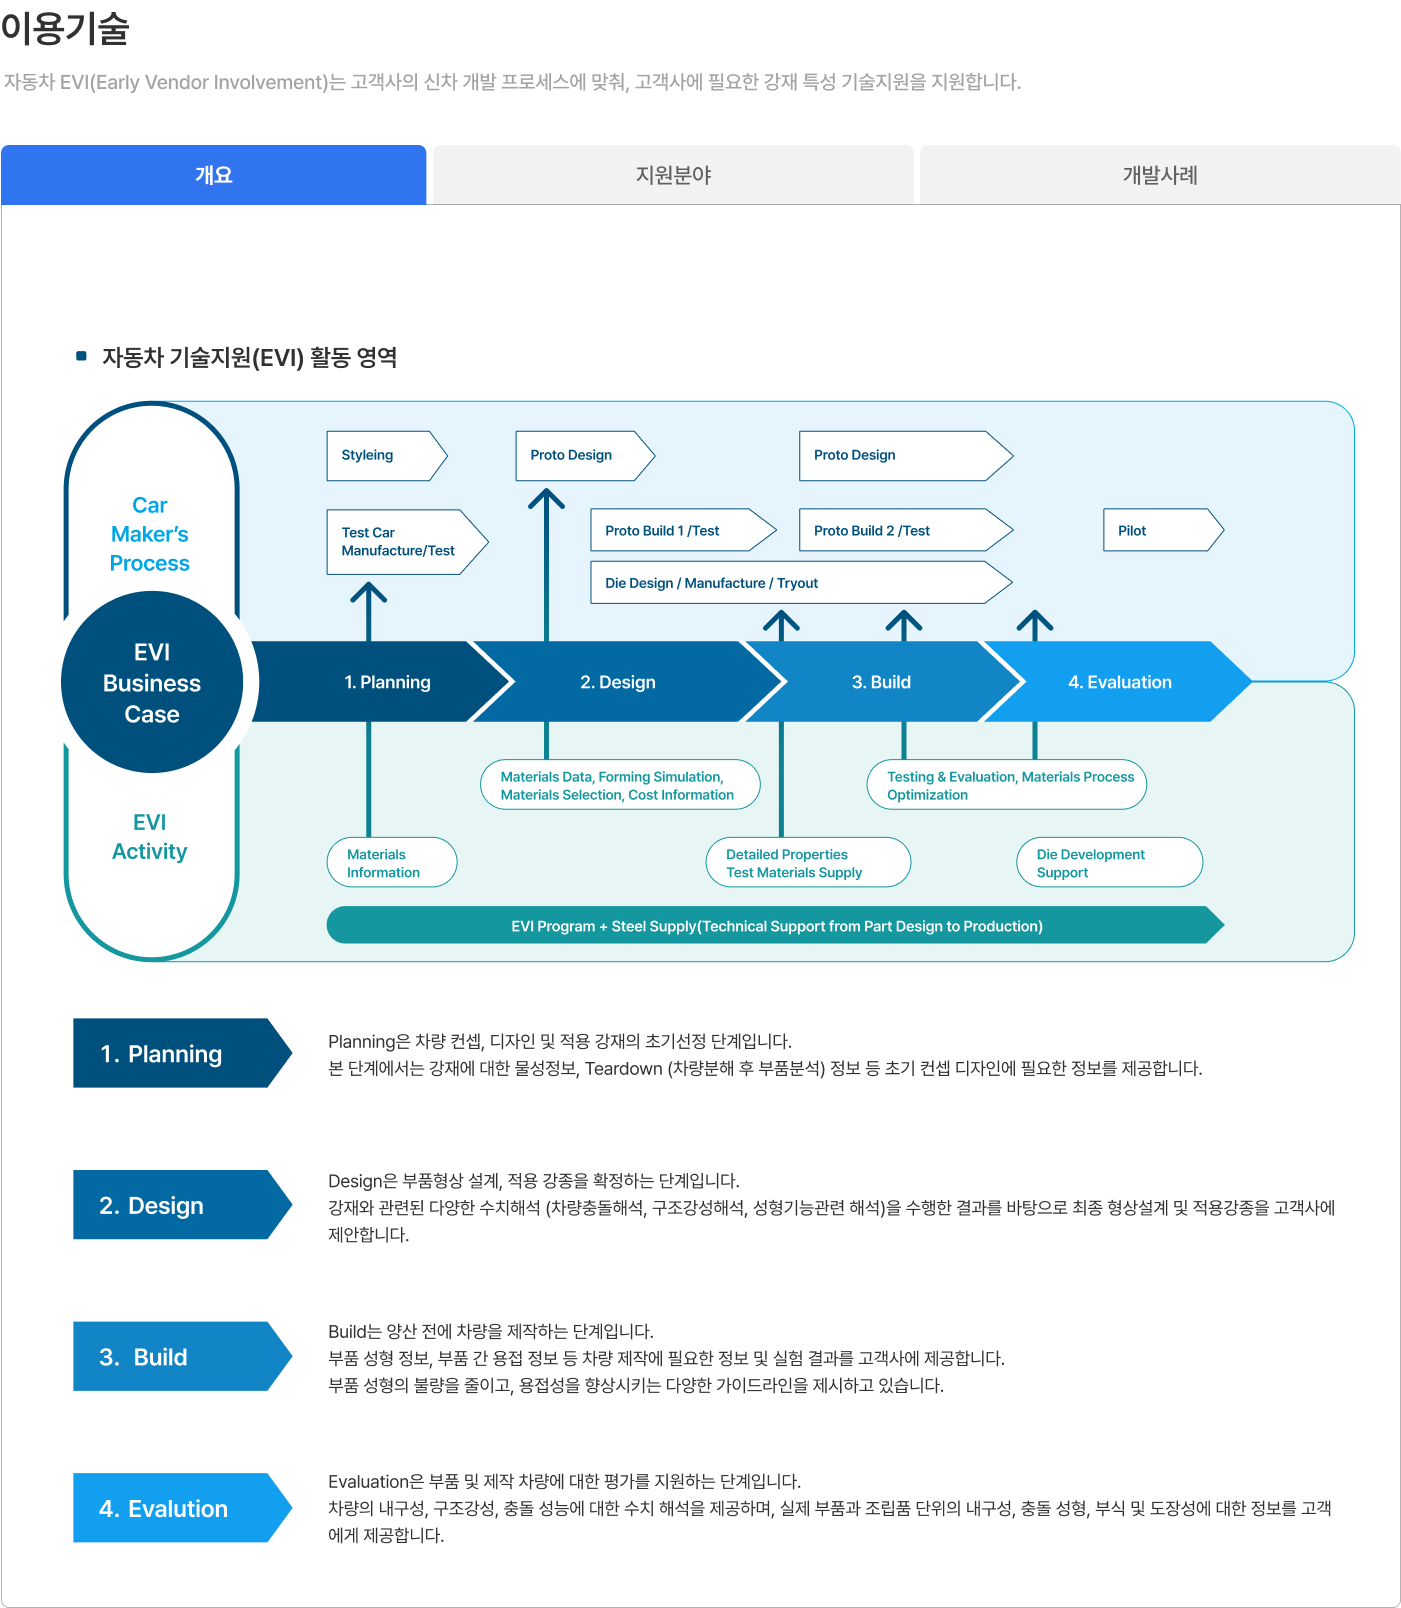 이용기술
자동차 EVI(Early Vendor Involvement)는 고객사의 신차 개발 프로세스에 맞춰, 고객사에 필요한 강재 특성 기술지원을 지원합니다.
개요
지원분야
개발사례
자동차 기술지원(EVI) 활동 영역
Car
Maker's
Process
Styleing
Proto Design
Proto Design
Test Car
Manufacture/Test
Proto Build 1 /Test
Proto Build 2 /Test
Pilot
Die Design / Manufacture / Tryout
EVI
Business
Case
1. Planning
2. Design
3. Build
4. Evaluation
EVI
Activity
Materials Data, Forming Simulation,
Materials Selection, Cost Information
Testing & Evaluation, Materials Process
Optimization
Materials
Information
Detailed Properties
Test Materials Supply
Die Development
Support
EVI Program + Steel Supply(Technical Support from Part Design to Production)
1. Planning
Planning은 차량 컨셉, 디자인 및 적용 강재의 초기선정 단계입니다.
본 단계에서는 강재에 대한 물성정보, Teardown (차량분해 후 부품분석) 정보 등 초기 컨셉 디자인에 필요한 정보를 제공합니다.
2. Design
Design은 부품형상 설계, 적용 강종을 확정하는 단계입니다.
강재와 관련된 다양한 수치해석 (차량충돌해석, 구조강성해석, 성형기능관련 해석)을 수행한 결과를 바탕으로 최종 형상설계 및 적용강종을 고객사에
제안합니다.
3. Build
Build는 양산 전에 차량을 제작하는 단계입니다.
부품 성형 정보, 부품 간 용접 정보 등 차량 제작에 필요한 정보 및 실험 결과를 고객사에 제공합니다.
부품 성형의 불량을 줄이고, 용접성을 향상시키는 다양한 가이드라인을 제시하고 있습니다.
4. Evalution
Evaluation은 부품 및 제작 차량에 대한 평가를 지원하는 단계입니다.
차량의 내구성, 구조강성, 충돌 성능에 대한 수치 해석을 제공하며, 실제 부품과 조립품 단위의 내구성, 충돌 성형, 부식 및 도장성에 대한 정보를 고객
에게 제공합니다.